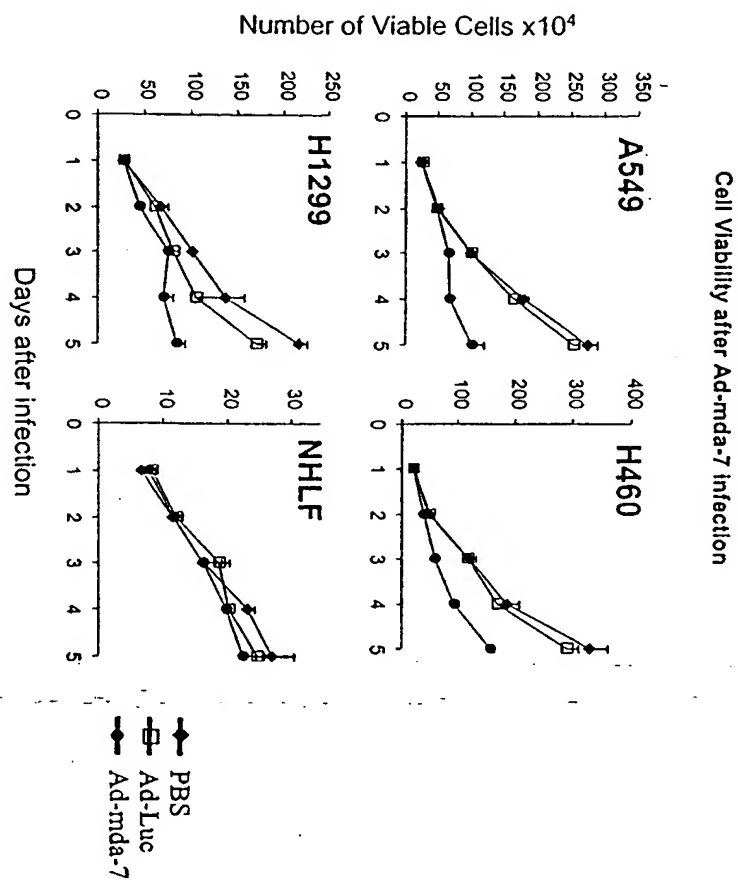 Cell Viability after Ad-mda-7 infection
Number of Viable Cells x10⁴
A549
350
300
250
200
150
100
50
0
0 1 2 3 4 5
H460
400
300
200
100
0
0 1 2 3 4 5
H1299
250
200
150
100
50
0
0 1 2 3 4 5
NHLF
30
20
10
0
0 1 2 3 4 5
Days after infection
PBS
Ad-Luc
Ad-mda-7